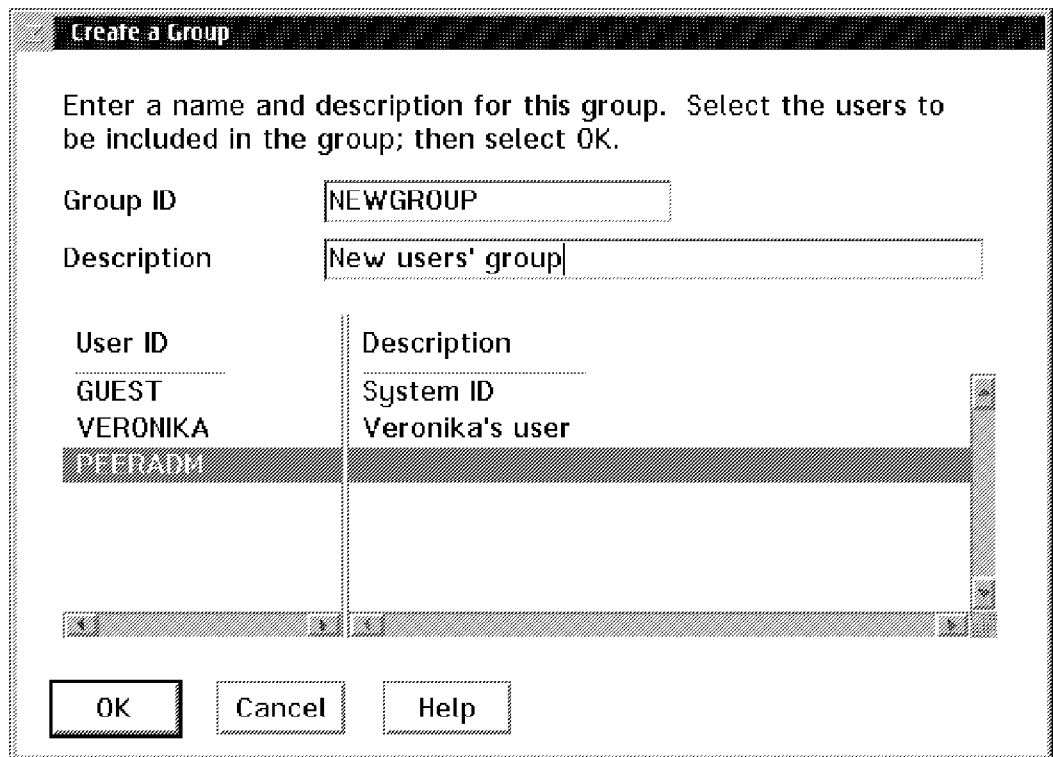 Create a Group
Enter a name and description for this group. Select the users to
be included in the group; then select OK.
Group ID NEWGROUP
Description New users' group
User ID Description
GUEST System ID
VERONIKA Veronika's user
PEERADM
OK Cancel Help